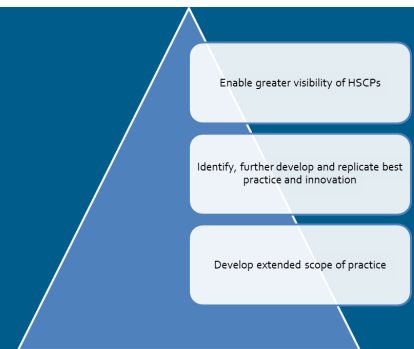 Enable greater visibility of HSCPs
Identify, further develop and replicate best
practice and innovation
Develop extended scope of practice